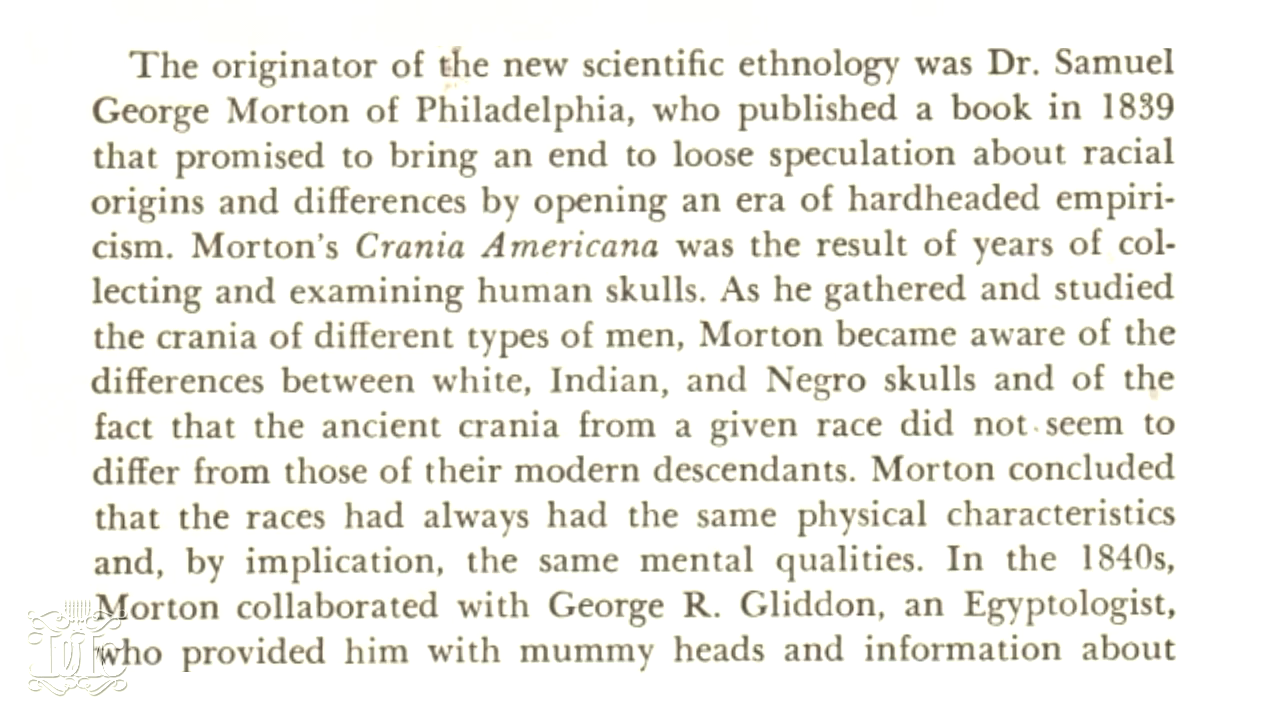 The originator of the new scientific ethnology was Dr. Samuel
George Morton of Philadelphia, who published a book in 1839
that promised to bring an end to loose speculation about racial
origins and differences by opening an era of hardheaded empiri-
cism. Morton's Crania Americana was the result of years of col-
lecting and examining human skulls. As he gathered and studied
the crania of different types of men, Morton became aware of the
differences between white, Indian, and Negro skulls and of the
fact that the ancient crania from a given race did not seem to
differ from those of their modern descendants. Morton concluded
that the races had always had the same physical characteristics
and, by implication, the same mental qualities. In the 1840s,
Morton collaborated with George R. Gliddon, an Egyptologist,
who provided him with mummy heads and information about